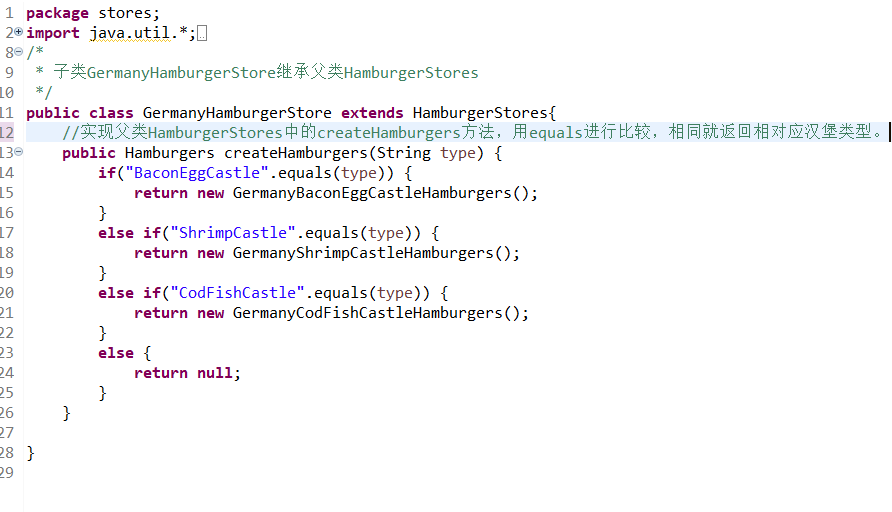 1 package stores;
2 import java.util.*;
8 /*
9 * 子类GermanyHamburgerStore继承父类HamburgerStores
10 */
11 public class GermanyHamburgerStore extends HamburgerStores{
12 //实现父类HamburgerStores中的createHamburgers方法，用equals进行比较，相同就返回相对应汉堡类型。
13 public Hamburgers createHamburgers(String type) {
14 if("BaconEggCastle".equals(type)) {
15 return new GermanyBaconEggCastleHamburgers();
16 }
17 else if("ShrimpCastle".equals(type)) {
18 return new GermanyShrimpCastleHamburgers();
19 }
20 else if("CodFishCastle".equals(type)) {
21 return new GermanyCodFishCastleHamburgers();
22 }
23 else {
24 return null;
25 }
26 }
27
28 }
29